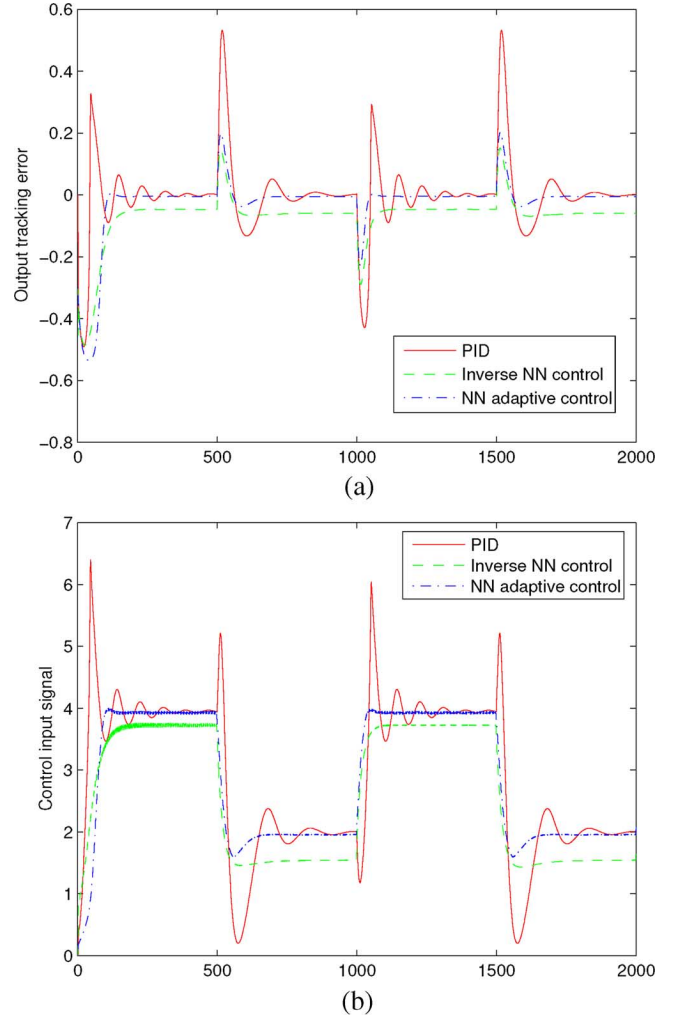 0.6
0.4
0.2
0
-0.2
-0.4
-0.6
-0.8
Output tracking error
PID
Inverse NN control
NN adaptive control
0 500 1000 1500 2000
(a)
7
6
5
4
3
2
1
0
Control input signal
PID
Inverse NN control
NN adaptive control
0 500 1000 1500 2000
(b)